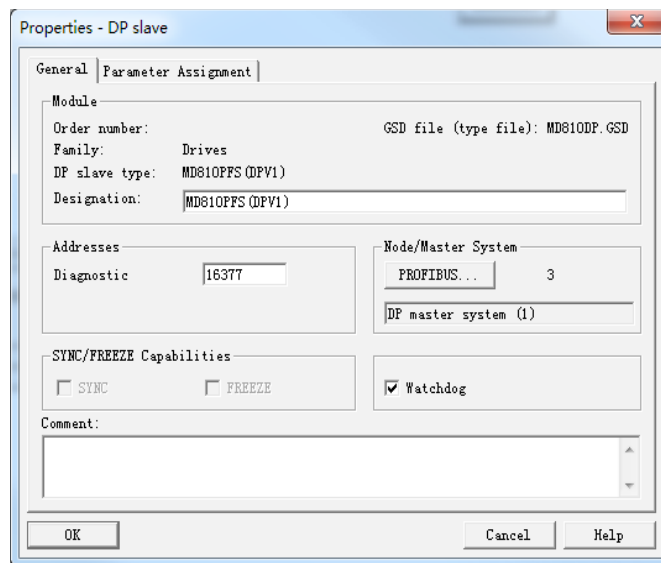 Properties - DP slave
General Parameter Assignment
Module
Order number: GSD file (type file): MD810DP.GSD
Family: Drives
DP slave type: MD810PFS(DPV1)
Designation: MD810PFS(DPV1)
Addresses
Diagnostic 16377
Node/Master System
PROFIBUS... 3
DP master system (1)
SYNC/FREEZE Capabilities
SYNC FREEZE
Watchdog
Comment:
OK Cancel Help